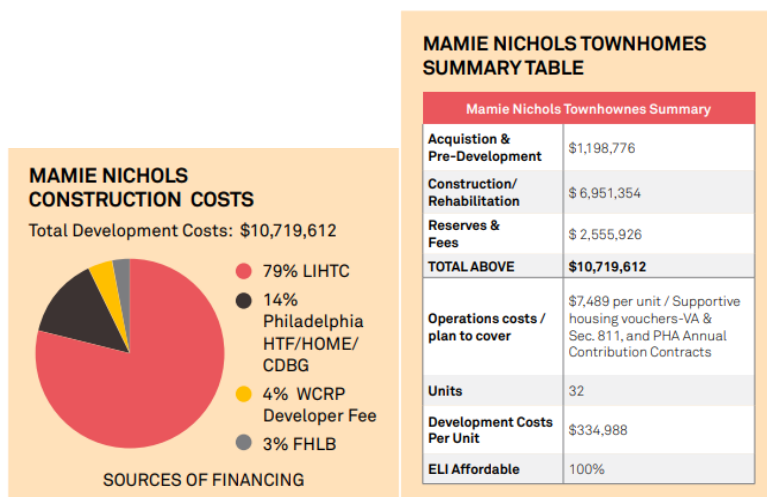 MAMIE NICHOLS
CONSTRUCTION COSTS
Total Development Costs: $10,719,612
79% LIHTC
14%
Philadelphia
HTF/HOME/
CDBG
4% WCRP
Developer Fee
3% FHLB
SOURCES OF FINANCING
MAMIE NICHOLS TOWNHOMES
SUMMARY TABLE
Mamie Nichols Townhownes Summary
Acquistion &
Pre-Development
$1,198,776
Construction/
Rehabilitation
$ 6,951,354
Reserves &
Fees
$ 2,555,926
TOTAL ABOVE
$10,719,612
Operations costs /
plan to cover
$7,489 per unit / Supportive
housing vouchers-VA &
Sec. 811, and PHA Annual
Contribution Contracts
Units
32
Development Costs
Per Unit
$334,988
ELI Affordable
100%